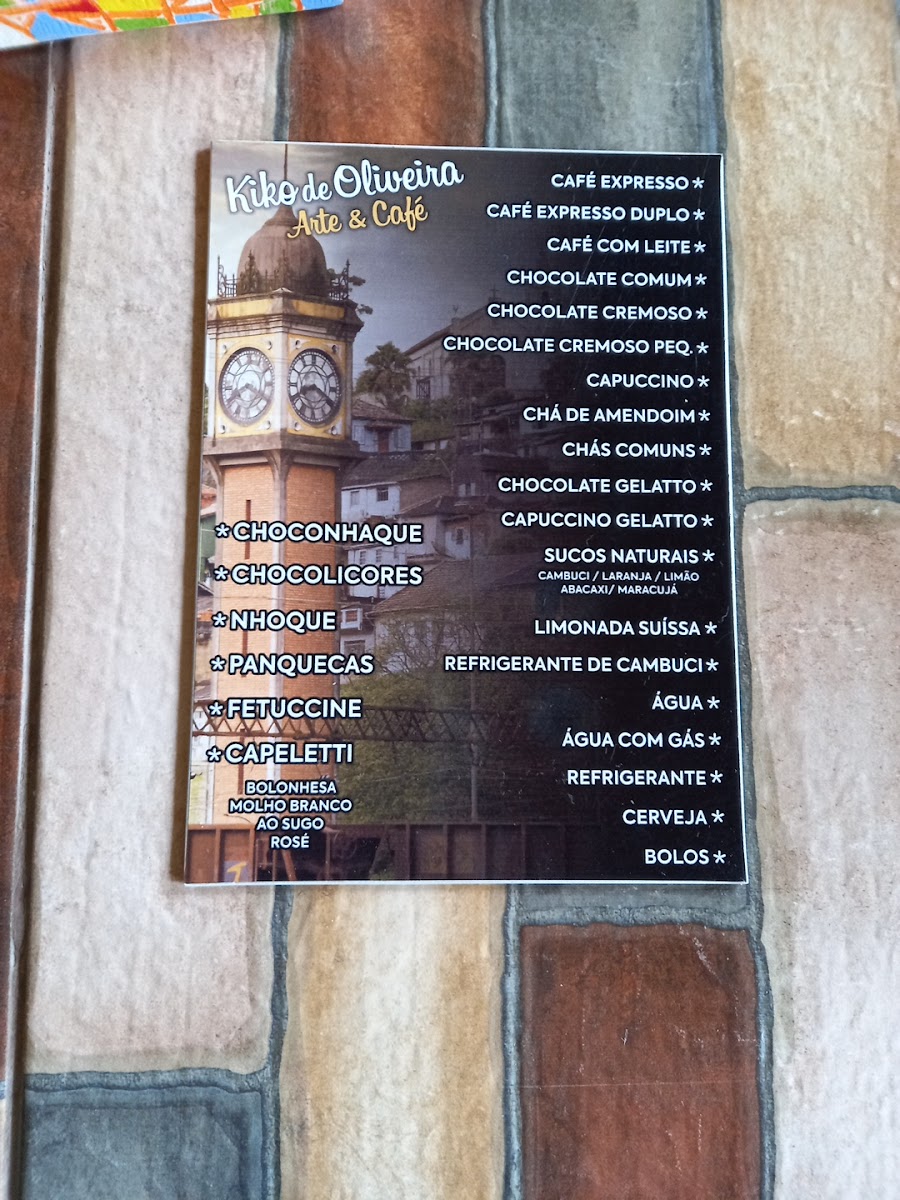 Kiko de Oliveira
Arte & Café
CAFÉ EXPRESSO *
CAFÉ EXPRESSO DUPLO *
CAFÉ COM LEITE *
CHOCOLATE COMUM *
CHOCOLATE CREMOSO *
CHOCOLATE CREMOSO PEQ. *
CAPUCCINO *
CHÁ DE AMENDOIM *
CHÁS COMUNS *
CHOCOLATE GELATTO *
CAPUCCINO GELATTO *
SUCOS NATURAIS *
CAMBUCI / LARANJA / LIMÃO
ABACAXI/ MARACUJÁ
LIMONADA SUÍSSA *
REFRIGERANTE DE CAMBUCI *
ÁGUA *
ÁGUA COM GÁS *
REFRIGERANTE *
CERVEJA *
BOLOS *
* CHOCONHAQUE
* CHOCOLICORES
* NHOQUE
* PANQUECAS
* FETUCCINE
* CAPELETTI
BOLONHESA
MOLHO BRANCO
AO SUGO
ROSÉ